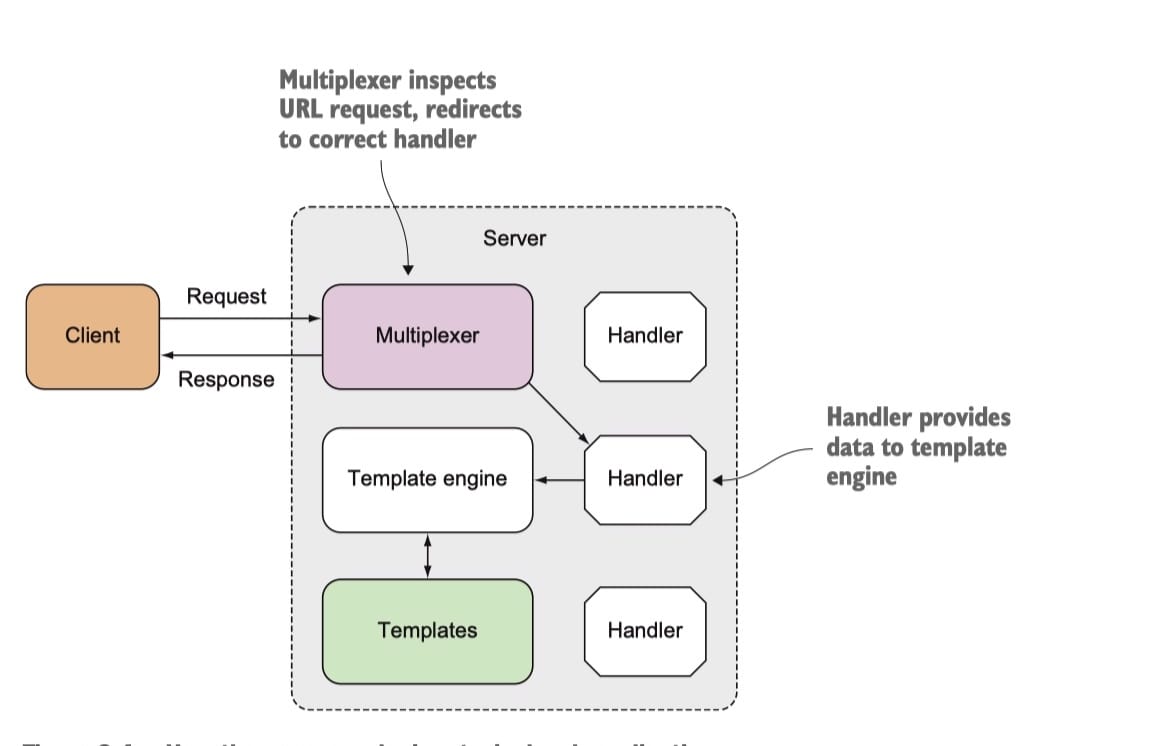 Multiplexer inspects
URL request, redirects
to correct handler
Server
Request
Client
Multiplexer
Handler
Response
Handler provides
data to template
engine
Template engine
Handler
Templates
Handler